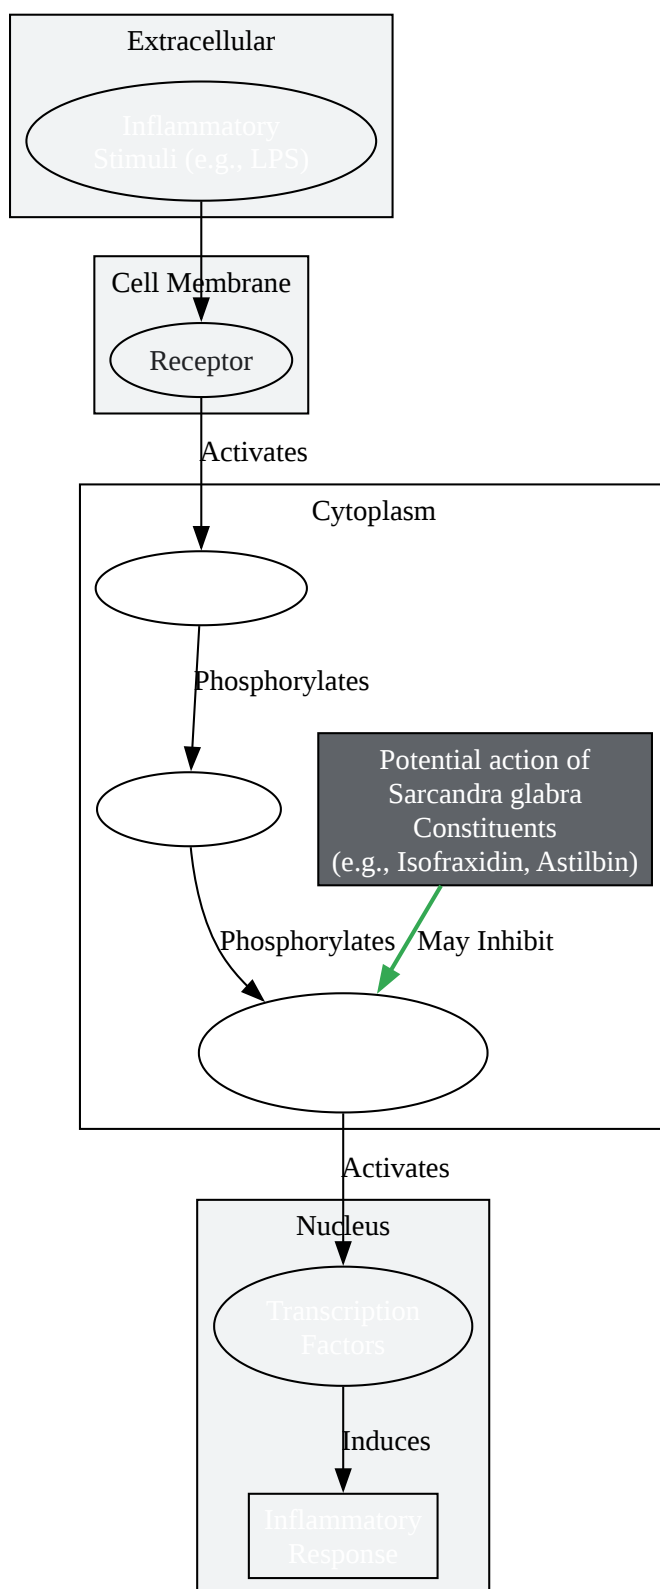 Extracellular
Inflammatory
Stimuli (e.g., LPS)
Cell Membrane
Receptor
Activates
Cytoplasm
Phosphorylates
Potential action of
Sarcandra glabra
Constituents
(e.g., Isofraxidin, Astilbin)
Phosphorylates
May Inhibit
Activates
Nucleus
Transcription
Factors
Induces
Inflammatory
Response